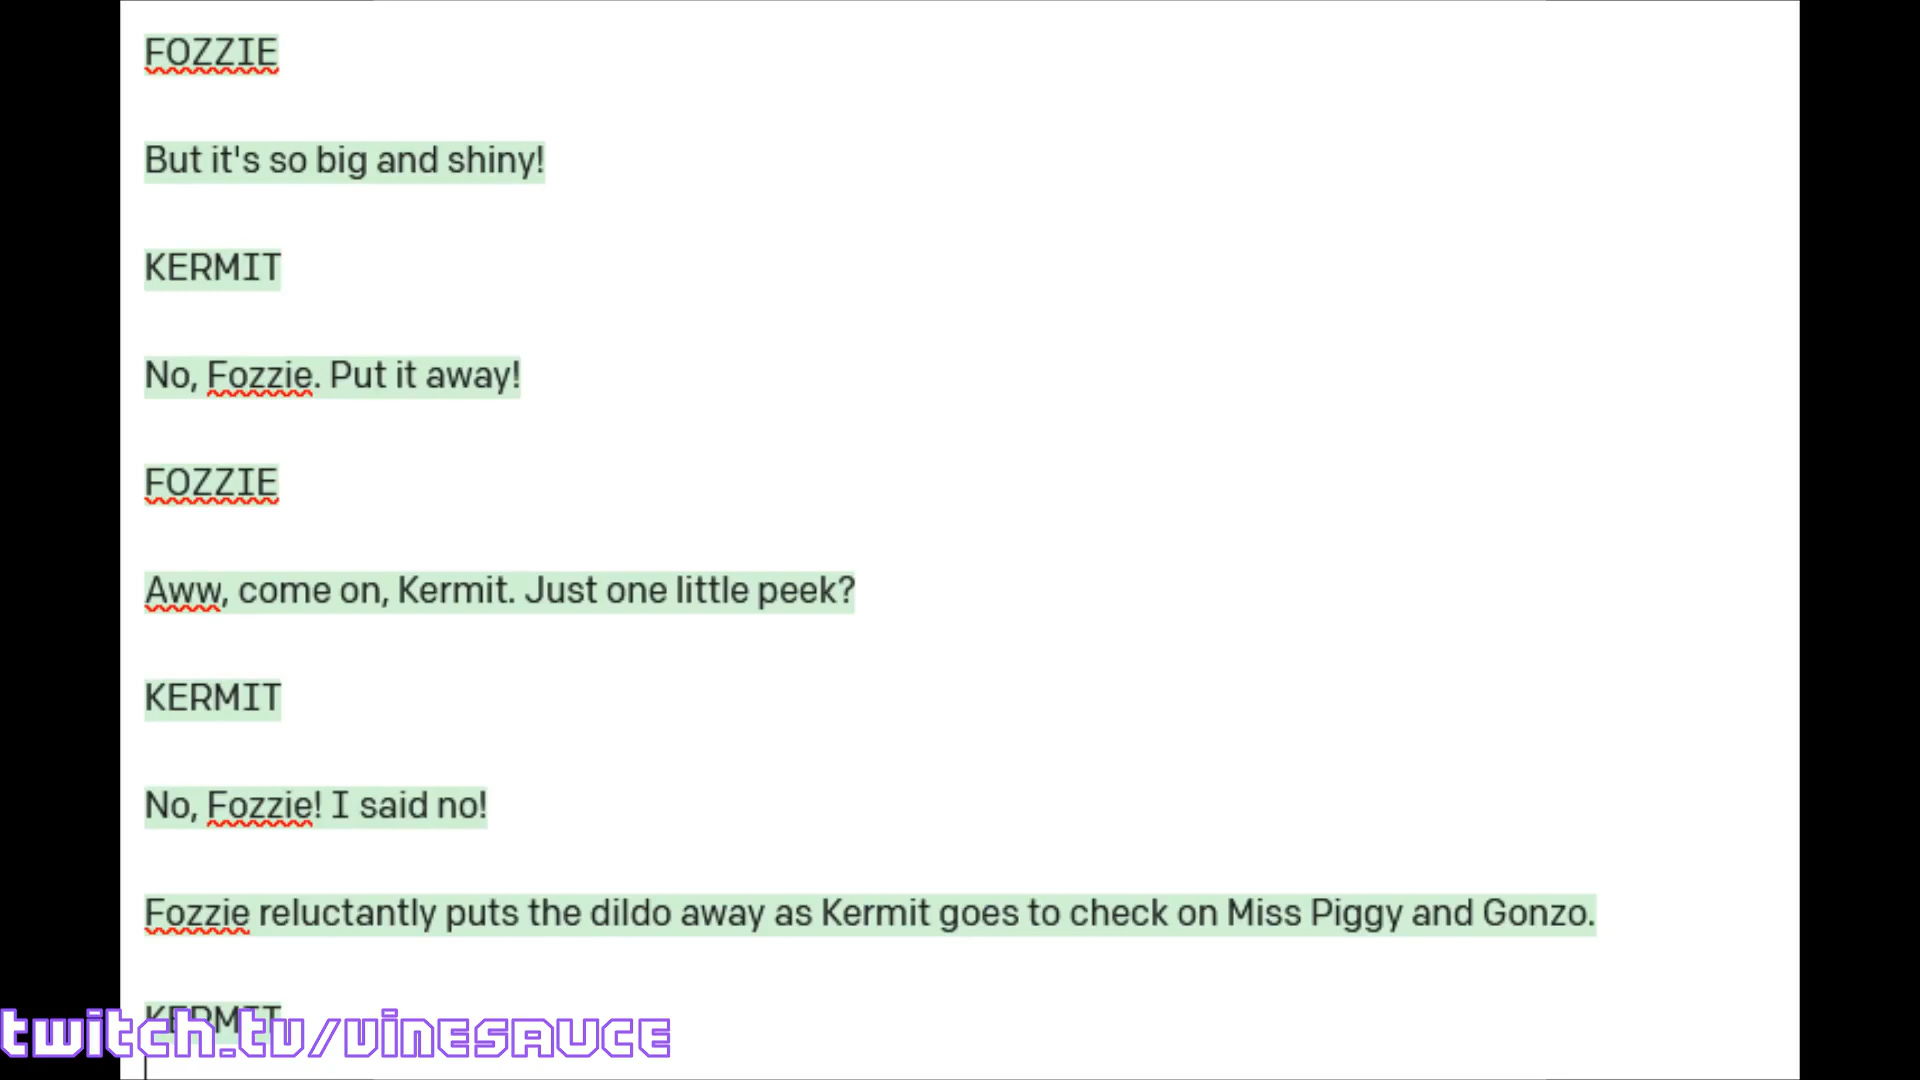 FOZZIE
But it's so big and shiny!
KERMIT
No, Fozzie. Put it away!
FOZZIE
Aww, come on, Kermit. Just one little peek?
KERMIT
No, Fozzie! I said no!
Fozzie reluctantly puts the dildo away as Kermit goes to check on Miss Piggy and Gonzo.
KERMIT
twitch.tv/vinesauce